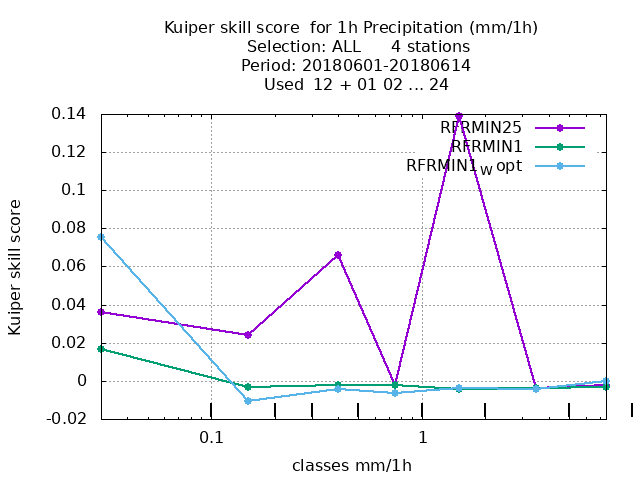 Kuiper skill score  for 1h Precipitation (mm/1h)
Selection: ALL      4 stations
Period: 20180601-20180614
Used  12 + 01 02 ... 24
0.14
0.12
0.1
0.08
0.06
0.04
0.02
0
-0.02
Kuiper skill score
RFRMIN25
RFRMIN1
RFRMIN1w opt
0.1
1
classes mm/1h